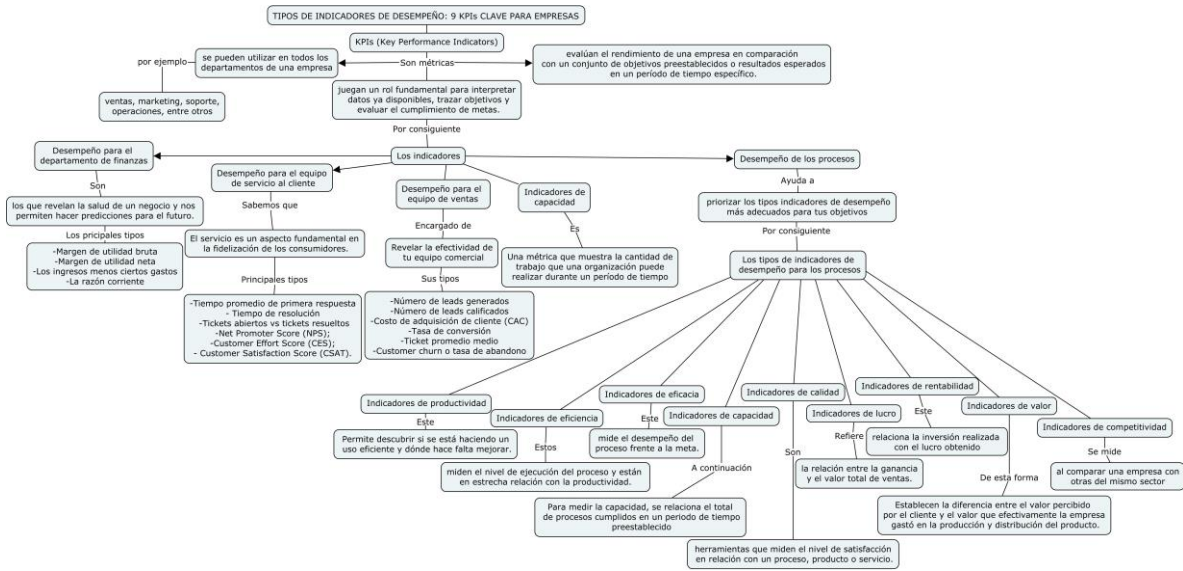 TIPOS DE INDICADORES DE DESEMPEÑO: 9 KPIs CLAVE PARA EMPRESAS
KPIs (Key Performance Indicators)
Son métricas
se pueden utilizar en todos los
departamentos de una empresa
por ejemplo
ventas, marketing, soporte,
operaciones, entre otros
evalúan el rendimiento de una empresa en comparación
con un conjunto de objetivos preestablecidos o resultados esperados
en un período de tiempo específico.
juegan un rol fundamental para interpretar
datos ya disponibles, trazar objetivos y
evaluar el cumplimiento de metas.
Por consiguiente
Los indicadores
Desempeño para el
departamento de finanzas
Son
los que revelan la salud de un negocio y nos
permiten hacer predicciones para el futuro.
Los pricipales tipos
-Margen de utilidad bruta
-Margen de utilidad neta
-Los ingresos menos ciertos gastos
-La razón corriente
Desempeño para el equipo
de servicio al cliente
Sabemos que
El servicio es un aspecto fundamental en
la fidelización de los consumidores.
Principales tipos
-Tiempo promedio de primera respuesta
- Tiempo de resolución
-Tickets abiertos vs tickets resueltos
-Net Promoter Score (NPS);
-Customer Effort Score (CES);
- Customer Satisfaction Score (CSAT).
Desempeño para el
equipo de ventas
Encargado de
Revelar la efectividad de
tu equipo comercial
Sus tipos
-Número de leads generados
-Número de leads calificados
-Costo de adquisición de cliente (CAC)
-Tasa de conversión
-Ticket promedio medio
-Customer churn o tasa de abandono
Indicadores de
capacidad
Es
Una métrica que muestra la cantidad de
trabajo que una organización puede
realizar durante un período de tiempo
Desempeño de los procesos
Ayuda a
priorizar los tipos indicadores de desempeño
más adecuados para tus objetivos
Por consiguiente
Los tipos de indicadores de
desempeño para los procesos
Indicadores de productividad
Este
Permite descubrir si se está haciendo un
uso eficiente y dónde hace falta mejorar.
Indicadores de eficiencia
Estos
miden el nivel de ejecución del proceso y están
en estrecha relación con la productividad.
Indicadores de eficacia
Este
mide el desempeño del
proceso frente a la meta.
Indicadores de capacidad
A continuación
Para medir la capacidad, se relaciona el total
de procesos cumplidos en un periodo de tiempo
preestablecido
Indicadores de calidad
Son
herramientas que miden el nivel de satisfacción
en relación con un proceso, producto o servicio.
Indicadores de lucro
Refiere
la relación entre la ganancia
y el valor total de ventas.
Indicadores de rentabilidad
Este
relaciona la inversión realizada
con el lucro obtenido
Indicadores de valor
De esta forma
Establecen la diferencia entre el valor percibido
por el cliente y el valor que efectivamente la empresa
gastó en la producción y distribución del producto.
Indicadores de competitividad
Se mide
al comparar una empresa con
otras del mismo sector